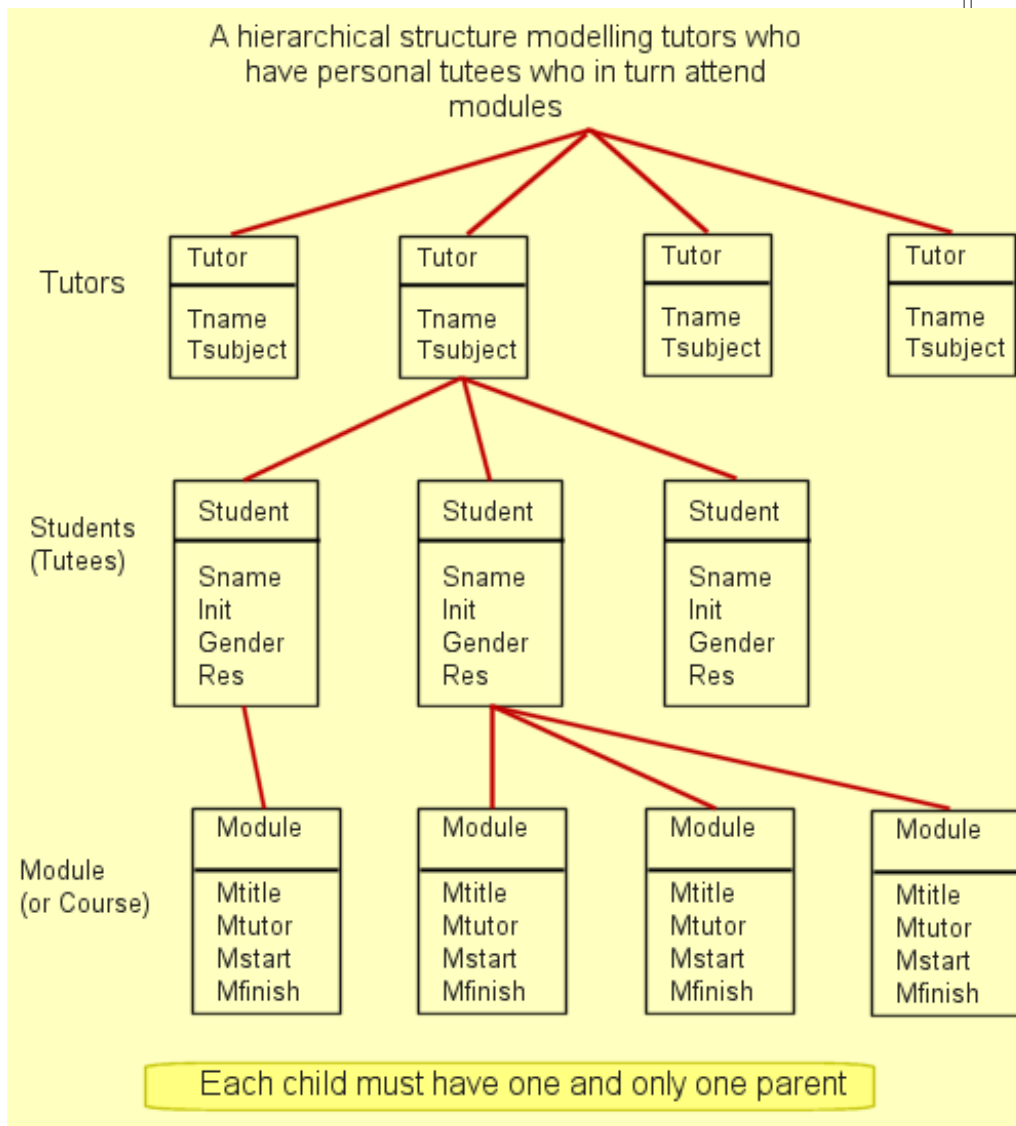 A hierarchical structure modelling tutors who
have personal tutees who in turn attend
modules
Tutors
Tutor
Tname
Tsubject
Tutor
Tname
Tsubject
Tutor
Tname
Tsubject
Tutor
Tname
Tsubject
Students
(Tutees)
Student
Sname
Init
Gender
Res
Student
Sname
Init
Gender
Res
Student
Sname
Init
Gender
Res
Module
(or Course)
Module
Mtitle
Mtutor
Mstart
Mfinish
Module
Mtitle
Mtutor
Mstart
Mfinish
Module
Mtitle
Mtutor
Mstart
Mfinish
Module
Mtitle
Mtutor
Mstart
Mfinish
Each child must have one and only one parent